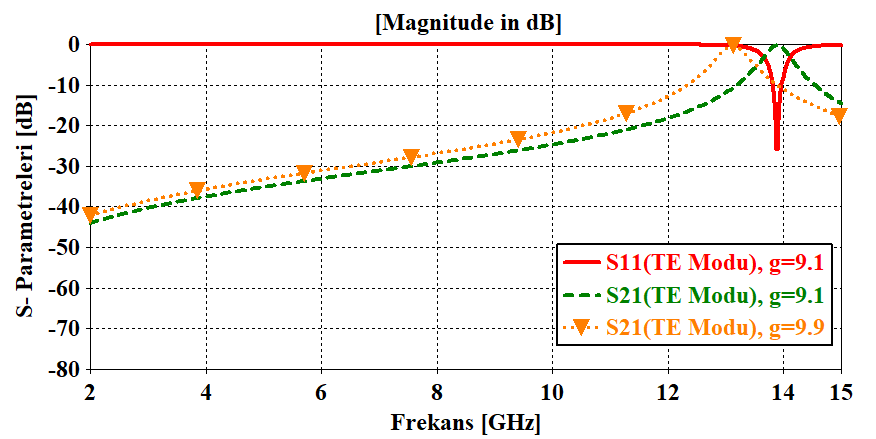 [Magnitude in dB]
S- Parametreleri [dB]
0
-10
-20
-30
-40
-50
-60
-70
-80
S11(TE Modu), g=9.1
S21(TE Modu), g=9.1
S21(TE Modu), g=9.9
2 4 6 8 10 12 14 15
Frekans [GHz]